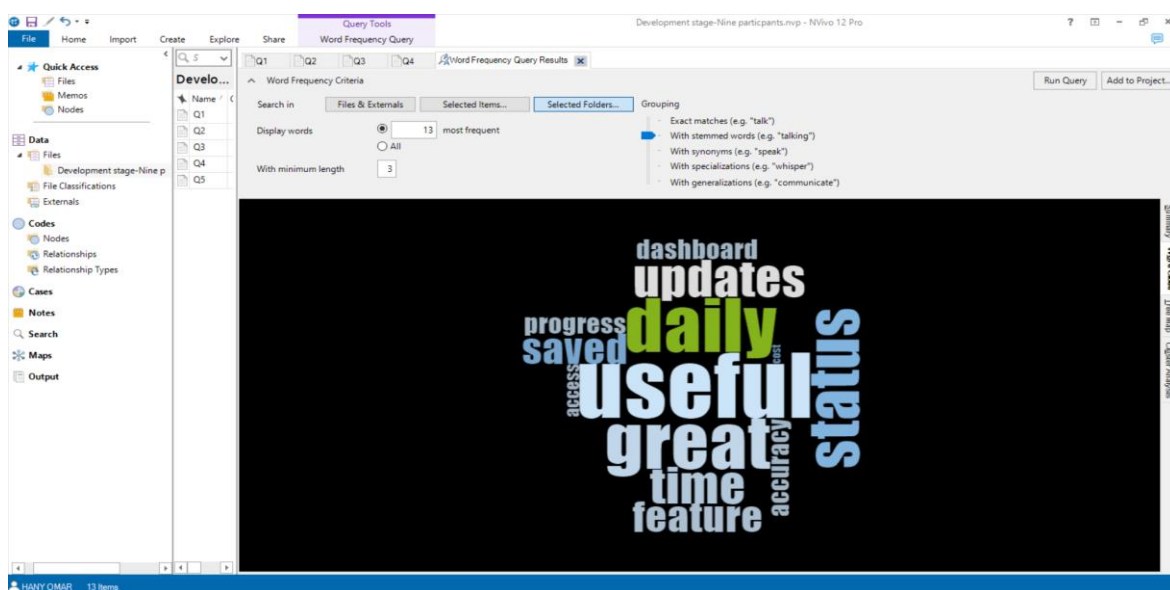 Query Tools
Development stage-Nine particpants.nvp - NVivo 12 Pro
File Home Import Create Explore Share Word Frequency Query
Quick Access
Files
Memos
Nodes
Data
Files
Development stage-Nine p
File Classifications
Externals
Codes
Nodes
Relationships
Relationship Types
Cases
Notes
Search
Maps
Output
Develo...
Name
Q1
Q2
Q3
Q4
Q5
Q1 Q2 Q3 Q4 Word Frequency Query Results
Word Frequency Criteria
Run Query Add to Project...
Search in Files & Externals Selected Items... Selected Folders...
Display words 13 most frequent
All
With minimum length 3
Grouping
Exact matches (e.g. "talk")
With stemmed words (e.g. "talking")
With synonyms (e.g. "speak")
With specializations (e.g. "whisper")
With generalizations (e.g. "communicate")
dashboard
updates
progress
daily
saved
status
cost
access
useful
great
accuracy
time
feature
Summary
Tree Map
Cluster Analysis
HANY OMAR 13 Items